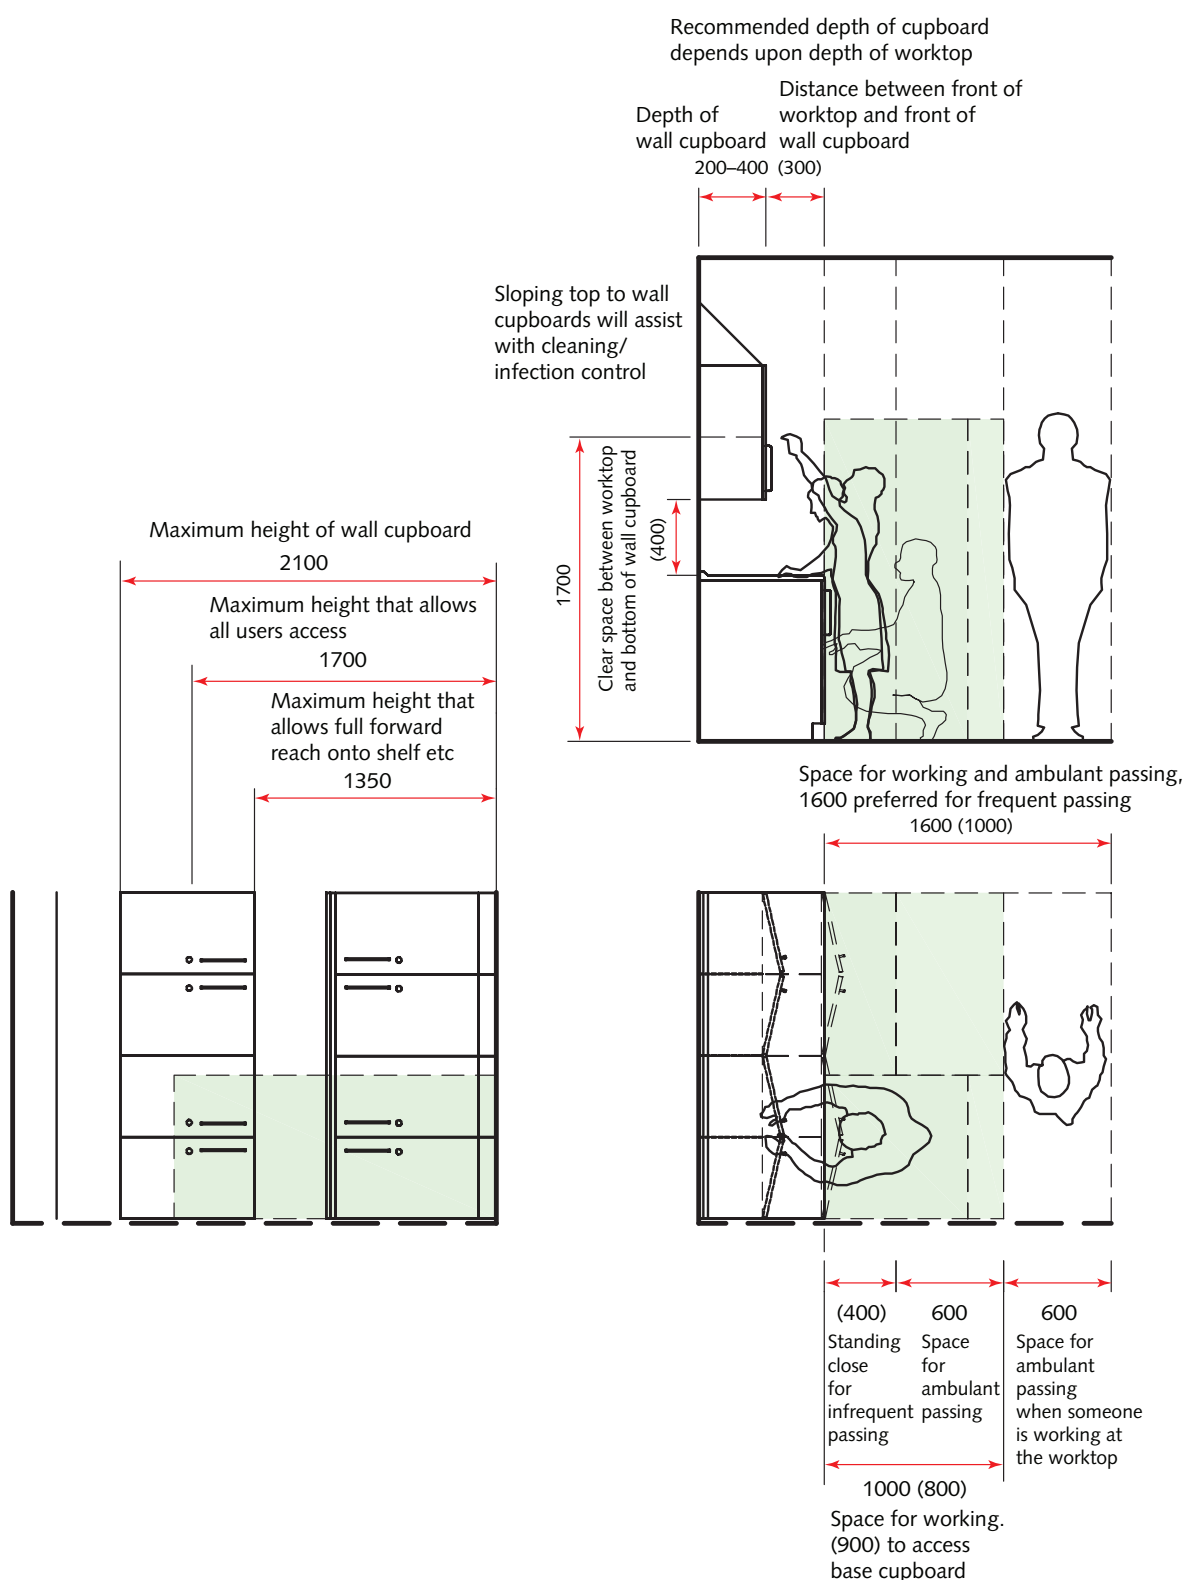 Recommended depth of cupboard
depends upon depth of worktop
Distance between front of
worktop and front of
wall cupboard
(300)
Depth of
wall cupboard
200–400
Sloping top to wall
cupboards will assist
with cleaning/
infection control
1700
Clear space between worktop
and bottom of wall cupboard
(400)
Maximum height of wall cupboard
2100
Maximum height that allows
all users access
1700
Maximum height that
allows full forward
reach onto shelf etc
1350
Space for working and ambulant passing,
1600 preferred for frequent passing
1600 (1000)
(400)
Standing
close
for
infrequent
passing
600
Space
for
ambulant
passing
600
Space for
ambulant
passing
when someone
is working at
the worktop
1000 (800)
Space for working.
(900) to access
base cupboard